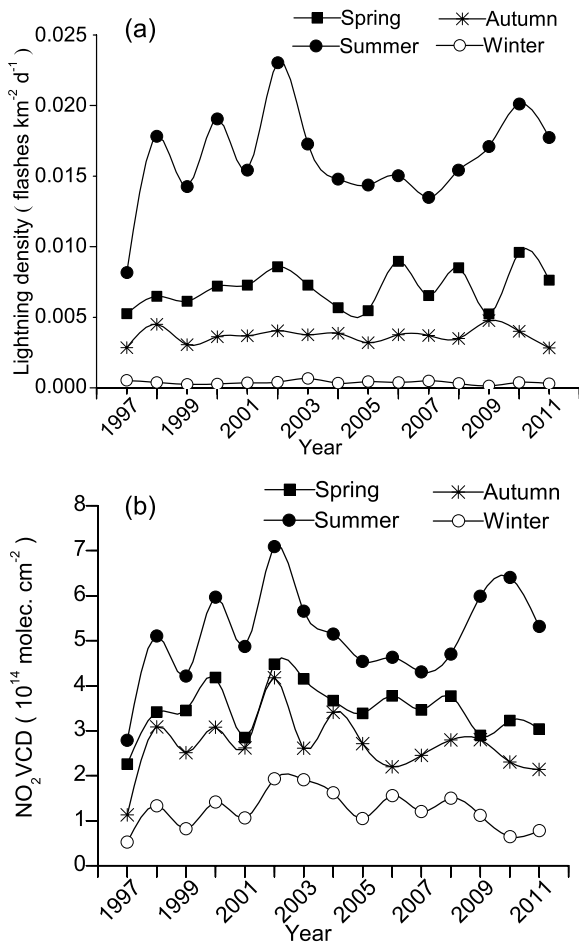 (a)
Spring
Autumn
Summer
Winter
Lightning density ( flashes km-2 d-1)
0.025
0.020
0.015
0.010
0.005
0.000
1997
1999
2001
2003
2005
2007
2009
2011
Year
(b)
Spring
Autumn
Summer
Winter
NO2 VCD ( 10^14 molec. cm-2)
8
7
6
5
4
3
2
1
0
1997
1999
2001
2003
2005
2007
2009
2011
Year